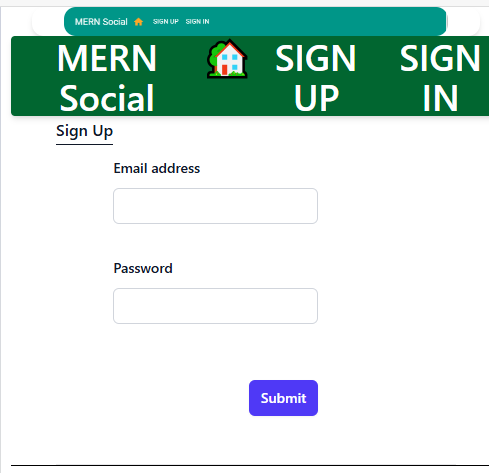 MERN Social SIGN UP SIGN IN
MERN SIGN SIGN
Social UP IN
Sign Up
Email address
Password
Submit